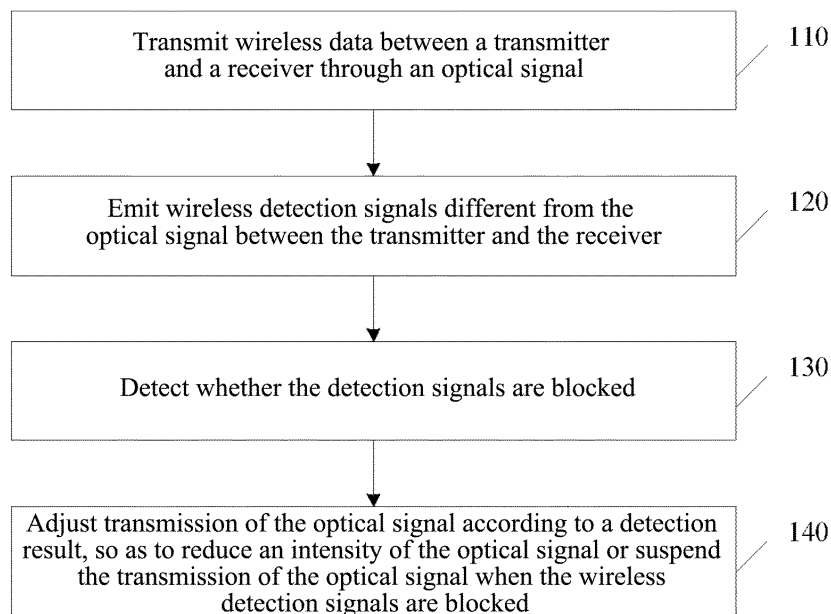 Transmit wireless data between a transmitter
and a receiver through an optical signal
110
Emit wireless detection signals different from the
optical signal between the transmitter and the receiver
120
Detect whether the detection signals are blocked
130
Adjust transmission of the optical signal according to a detection
result, so as to reduce an intensity of the optical signal or suspend
the transmission of the optical signal when the wireless
detection signals are blocked
140